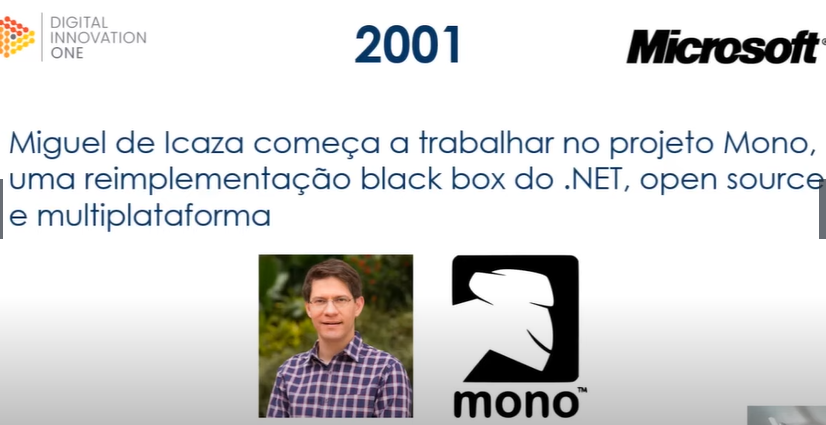 DIGITAL
INNOVATION
ONE
2001
Microsoft®
Miguel de Icaza começa a trabalhar no projeto Mono,
uma reimplementação black box do .NET, open source
e multiplataforma
mono™